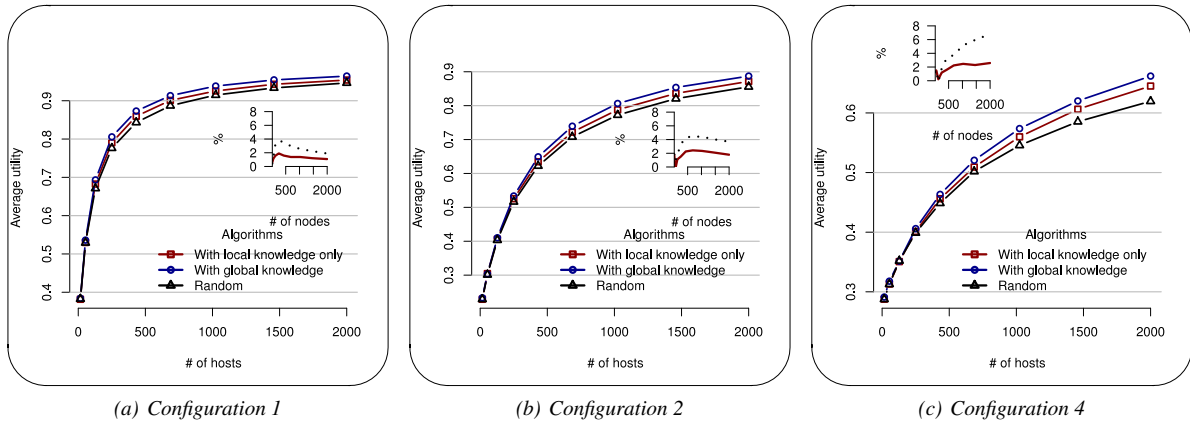 8
6
4
2
0
%
500
2000
# of nodes
0.9
0.8
0.7
0.6
0.5
0.4
Average utility
Algorithms
With local knowledge only
With global knowledge
Random
0
500
1000
1500
2000
# of hosts
(a) Configuration 1
8
6
4
2
0
%
500
2000
# of nodes
0.9
0.8
0.7
0.6
0.5
0.4
0.3
Average utility
Algorithms
With local knowledge only
With global knowledge
Random
0
500
1000
1500
2000
# of hosts
(b) Configuration 2
8
6
4
2
0
%
500
2000
# of nodes
0.6
0.5
0.4
0.3
Average utility
Algorithms
With local knowledge only
With global knowledge
Random
0
500
1000
1500
2000
# of hosts
(c) Configuration 4